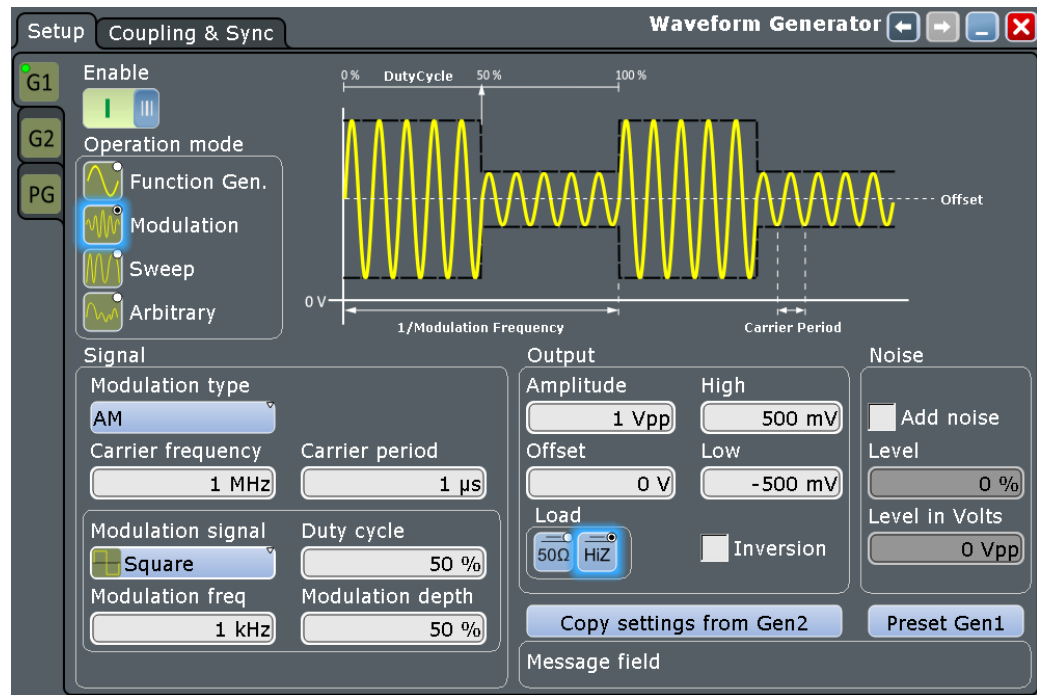 Setup
Coupling & Sync
Waveform Generator
G1
G2
PG
Enable
Operation mode
Function Gen.
Modulation
Sweep
Arbitrary
0 %
DutyCycle
50 %
100 %
Offset
0 V
1/Modulation Frequency
Carrier Period
Signal
Modulation type
AM
Carrier frequency
Carrier period
1 MHz
1 µs
Modulation signal
Duty cycle
Square
50 %
Modulation freq
Modulation depth
1 kHz
50 %
Output
Amplitude
High
1 Vpp
500 mV
Offset
Low
0 V
-500 mV
Load
50Ω
HiZ
Inversion
Noise
Add noise
Level
0 %
Level in Volts
0 Vpp
Copy settings from Gen2
Preset Gen1
Message field